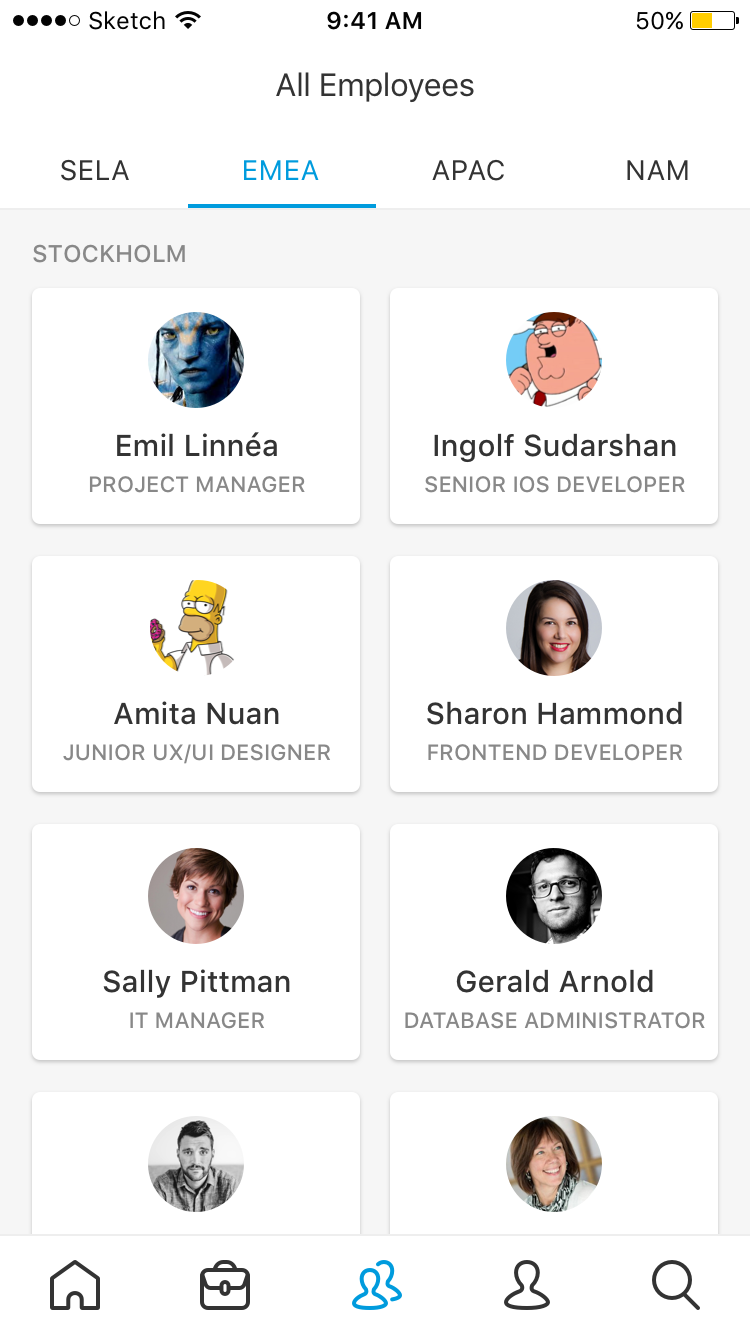 Sketch 9:41 AM 50%
All Employees
SELA EMEA APAC NAM
STOCKHOLM
Emil Linnéa
PROJECT MANAGER
Ingolf Sudarshan
SENIOR IOS DEVELOPER
Amita Nuan
JUNIOR UX/UI DESIGNER
Sharon Hammond
FRONTEND DEVELOPER
Sally Pittman
IT MANAGER
Gerald Arnold
DATABASE ADMINISTRATOR